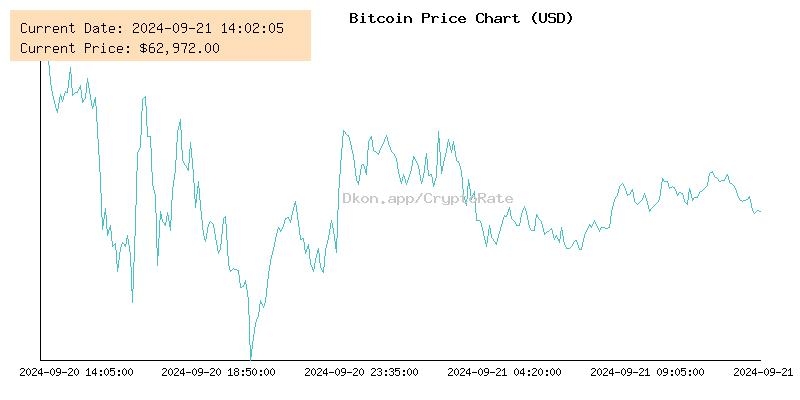 Bitcoin Price Chart (USD)
Current Date: 2024-09-21 14:02:05
Current Price: $62,972.00
Dkon.app/CryptoRate
2024-09-20 14:05:00 2024-09-20 18:50:00 2024-09-20 23:35:00 2024-09-21 04:20:00 2024-09-21 09:05:00 2024-09-21